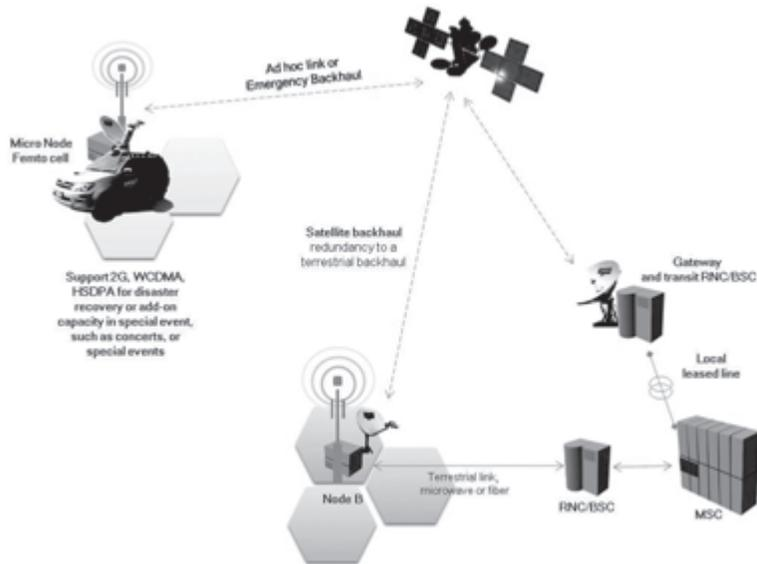 Ad hoc link or
Emergency Backhaul
Micro Node
Femto cell
Satellite backhaul
redundancy to a
terrestrial backhaul
Gateway
and transit RNC/BSC
Support 2G, WCDMA,
HSDPA for disaster
recovery or add-on
capacity in special event,
such as concerts, or
special events
Local
leased line
Terrestrial link,
microwave or fiber
Node B
RNC/BSC
MSC